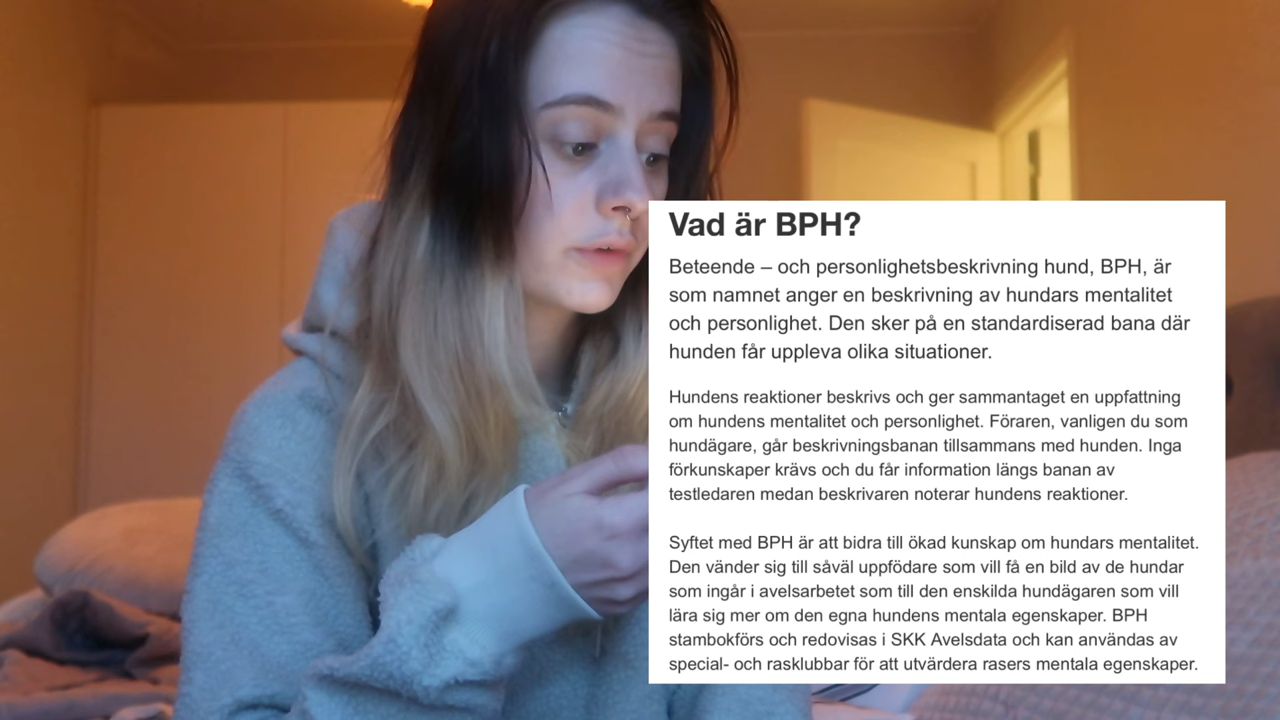 Vad är BPH?
Beteende – och personlighetsbeskrivning hund, BPH, är
som namnet anger en beskrivning av hundars mentalitet
och personlighet. Den sker på en standardiserad bana där
hunden får uppleva olika situationer.
Hundens reaktioner beskrivs och ger sammantaget en uppfattning
om hundens mentalitet och personlighet. Föraren, vanligen du som
hundägare, går beskrivningsbanan tillsammans med hunden. Inga
förkunskaper krävs och du får information längs banan av
testledaren medan beskrivaren noterar hundens reaktioner.
Syftet med BPH är att bidra till ökad kunskap om hundars mentalitet.
Den vänder sig till såväl uppfödare som vill få en bild av de hundar
som ingår i avelsarbetet som till den enskilda hundägaren som vill
lära sig mer om den egna hundens mentala egenskaper. BPH
stambokförs och redovisas i SKK Avelsdata och kan användas av
special- och rasklubbar för att utvärdera rasers mentala egenskaper.